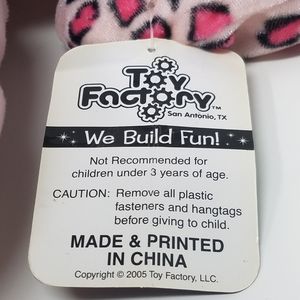 Toy
Factory™
San Antonio, TX
We Build Fun!
Not Recommended for
children under 3 years of age.
CAUTION: Remove all plastic
fasteners and hangtags
before giving to child.
MADE & PRINTED
IN CHINA
Copyright © 2005 Toy Factory, LLC.